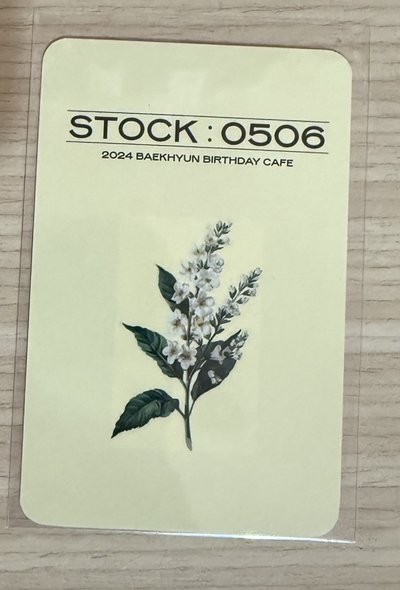 STOCK : 0506
2024 BAEKHYUN BIRTHDAY CAFE